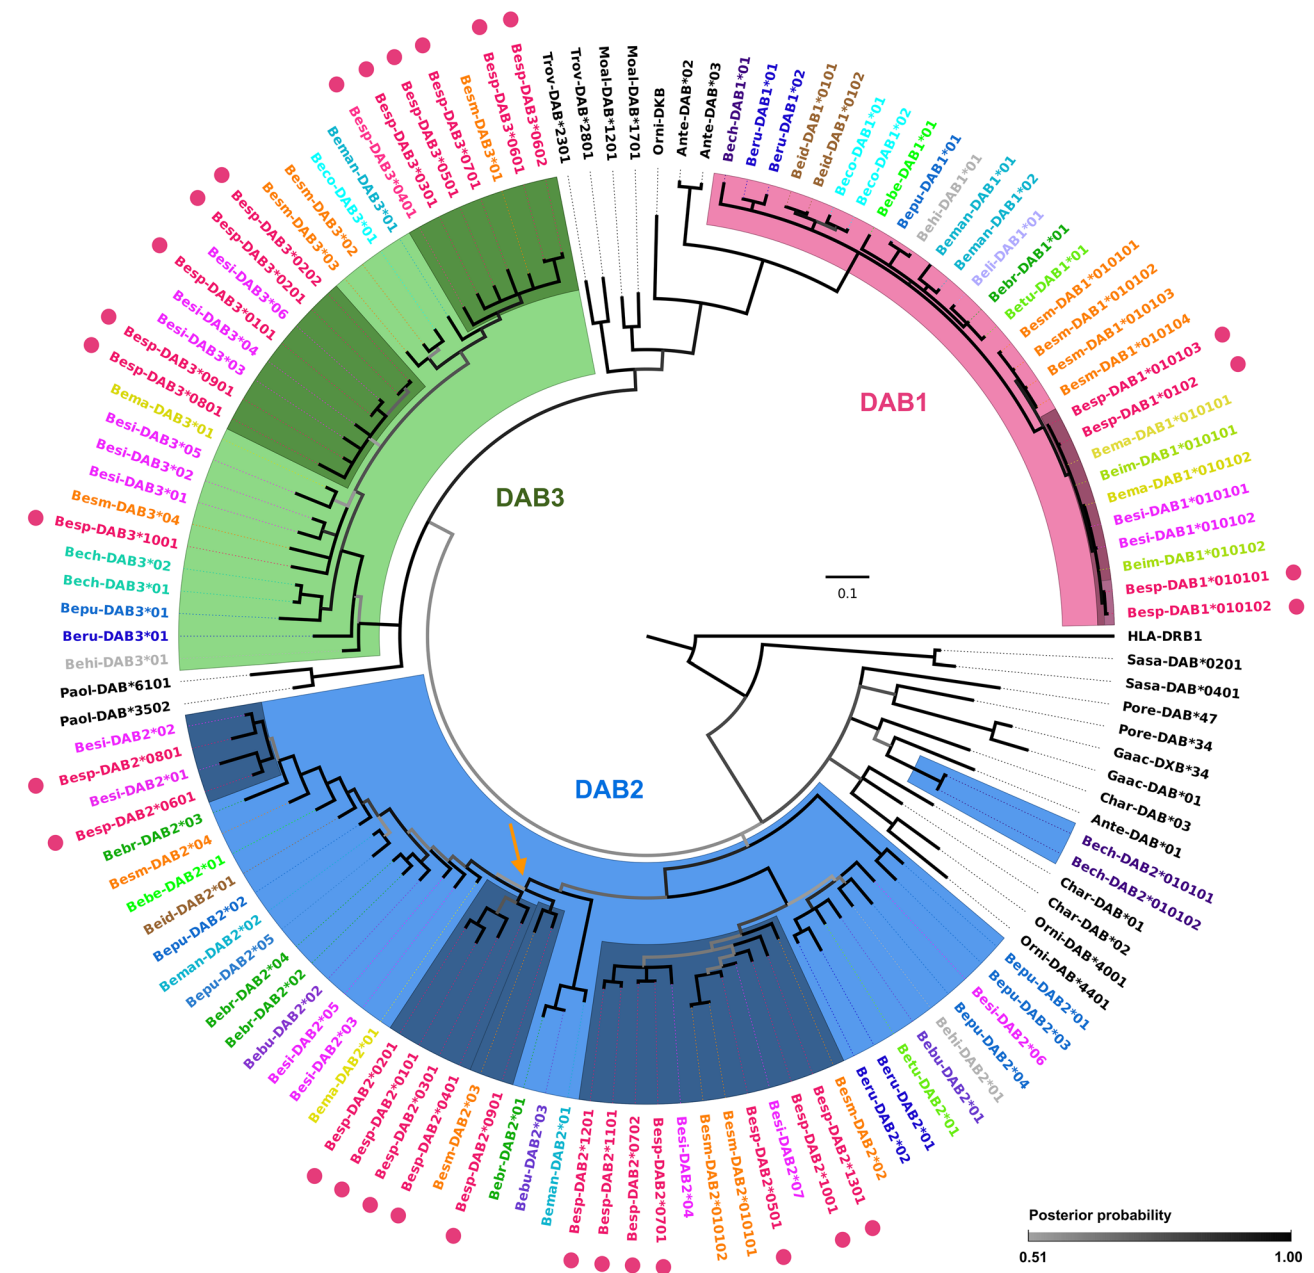 Orni-DKB
Ante-DAB*02
Ante-DAB*03
Bech-DAB1*01
Beru-DAB1*01
Beru-DAB1*02
Beid-DAB1*0101
Beid-DAB1*0102
Beco-DAB1*01
Beco-DAB1*02
Bebe-DAB1*01
Bepu-DAB1*01
Behi-DAB1*01
Beman-DAB1*01
Beman-DAB1*02
Beli-DAB1*01
Bebr-DAB1*01
Betu-DAB1*01
Besm-DAB1*010101
Besm-DAB1*010102
Besm-DAB1*010103
Besm-DAB1*010104
Besp-DAB1*010103
Besp-DAB1*0102
Bema-DAB1*010101
Beim-DAB1*010101
Bema-DAB1*010102
Besi-DAB1*010101
Besi-DAB1*010102
Beim-DAB1*010102
Besp-DAB1*010101
Besp-DAB1*010102
HLA-DRB1
Sasa-DAB*0201
Sasa-DAB*0401
Pore-DAB*47
Pore-DAB*34
Gaac-DXB*34
Gaac-DAB*01
Char-DAB*03
Ante-DAB*01
Bech-DAB2*010101
Bech-DAB2*010102
Char-DAB*01
Char-DAB*02
Orni-DAB*4001
Orni-DAB*4401
Bepu-DAB2*01
Bepu-DAB2*03
Besi-DAB2*06
Bepu-DAB2*04
Behi-DAB2*01
Bebu-DAB2*01
Betu-DAB2*01
Beru-DAB2*01
Beru-DAB2*02
Besm-DAB2*02
Besp-DAB2*1301
Besp-DAB2*1001
Besi-DAB2*07
Besp-DAB2*0501
Besm-DAB2*010101
Besm-DAB2*010102
Besi-DAB2*04
Besp-DAB2*0701
Besp-DAB2*0702
Besp-DAB2*1101
Besp-DAB2*1201
Beman-DAB2*01
Bebu-DAB2*03
Bebr-DAB2*01
Besp-DAB2*0901
Besm-DAB2*03
Besp-DAB2*0401
Besp-DAB2*0301
Besp-DAB2*0101
Besp-DAB2*0201
Bema-DAB2*01
Besi-DAB2*03
Besi-DAB2*05
Bebu-DAB2*02
Bebr-DAB2*02
Bebr-DAB2*04
Bepu-DAB2*05
Beman-DAB2*02
Bepu-DAB2*02
Beid-DAB2*01
Bebe-DAB2*01
Besm-DAB2*04
Bebr-DAB2*03
Besp-DAB2*0601
Besi-DAB2*01
Besp-DAB2*0801
Besi-DAB2*02
Paol-DAB*3502
Paol-DAB*6101
Behi-DAB3*01
Beru-DAB3*01
Bepu-DAB3*01
Bech-DAB3*01
Bech-DAB3*02
Besp-DAB3*1001
Besm-DAB3*04
Besi-DAB3*01
Besi-DAB3*02
Besi-DAB3*05
Bema-DAB3*01
Besp-DAB3*0801
Besp-DAB3*0901
Besi-DAB3*03
Besi-DAB3*04
Besp-DAB3*0101
Besi-DAB3*06
Besp-DAB3*0201
Besp-DAB3*0202
Besm-DAB3*03
Besm-DAB3*02
Beco-DAB3*01
Beman-DAB3*01
Besp-DAB3*0401
Besp-DAB3*0301
Besp-DAB3*0501
Besp-DAB3*0701
Besm-DAB3*01
Besp-DAB3*0601
Besp-DAB3*0602
Trov-DAB*2301
Trov-DAB*2801
Moal-DAB*1201
Moal-DAB*1701
DAB1
DAB3
0.1
DAB2
Posterior probability
0.51 1.00